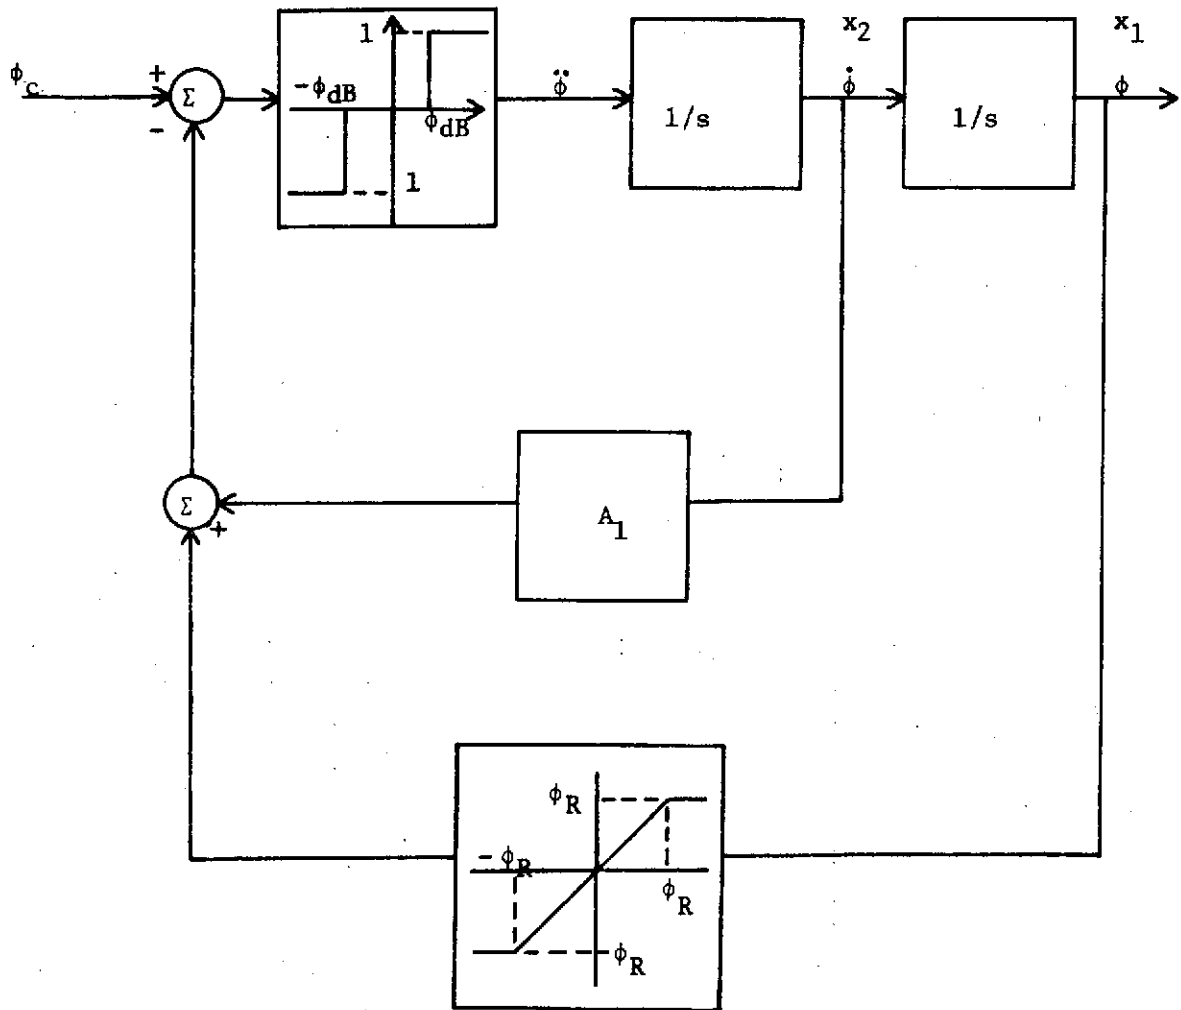 x2 x1
ϕc + Σ - 1 -ϕdB ϕdB 1 ϕ̈ 1/s ϕ̇ 1/s ϕ
Σ + A1
ϕR
- ϕR ϕR
ϕR